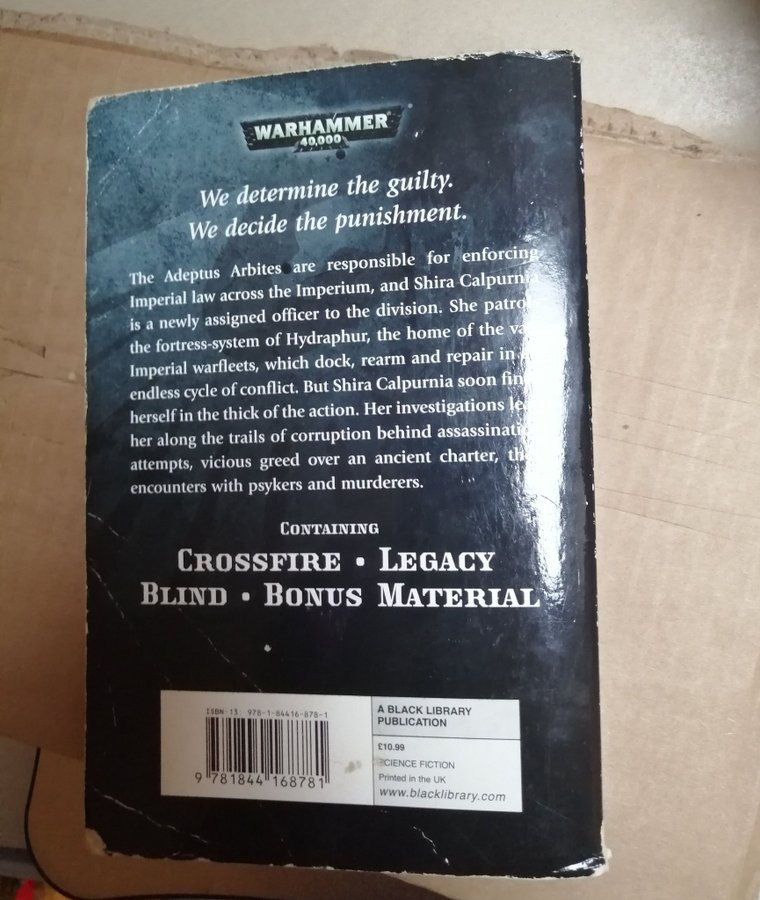 WARHAMMER
40,000
We determine the guilty.
We decide the punishment.
The Adeptus Arbites are responsible for enforcing
Imperial law across the Imperium, and Shira Calpurnia
is a newly assigned officer to the division. She
the fortress-system of Hydraphur, the home of the
Imperial warfleets, which dock, rearm and repair in
endless cycle of conflict. But Shira Calpurnia soon
herself in the thick of the action. Her investigations
her along the trails of corruption behind
attempts, vicious greed over an ancient charter,
encounters with psykers and murderers.
CONTAINING
CROSSFIRE • LEGACY
BLIND • BONUS MATERIAL
ISBN-13: 978-1-84416-878-1
9 781844 168781
A BLACK LIBRARY
PUBLICATION
£10.99
SCIENCE FICTION
Printed in the UK
www.blacklibrary.com